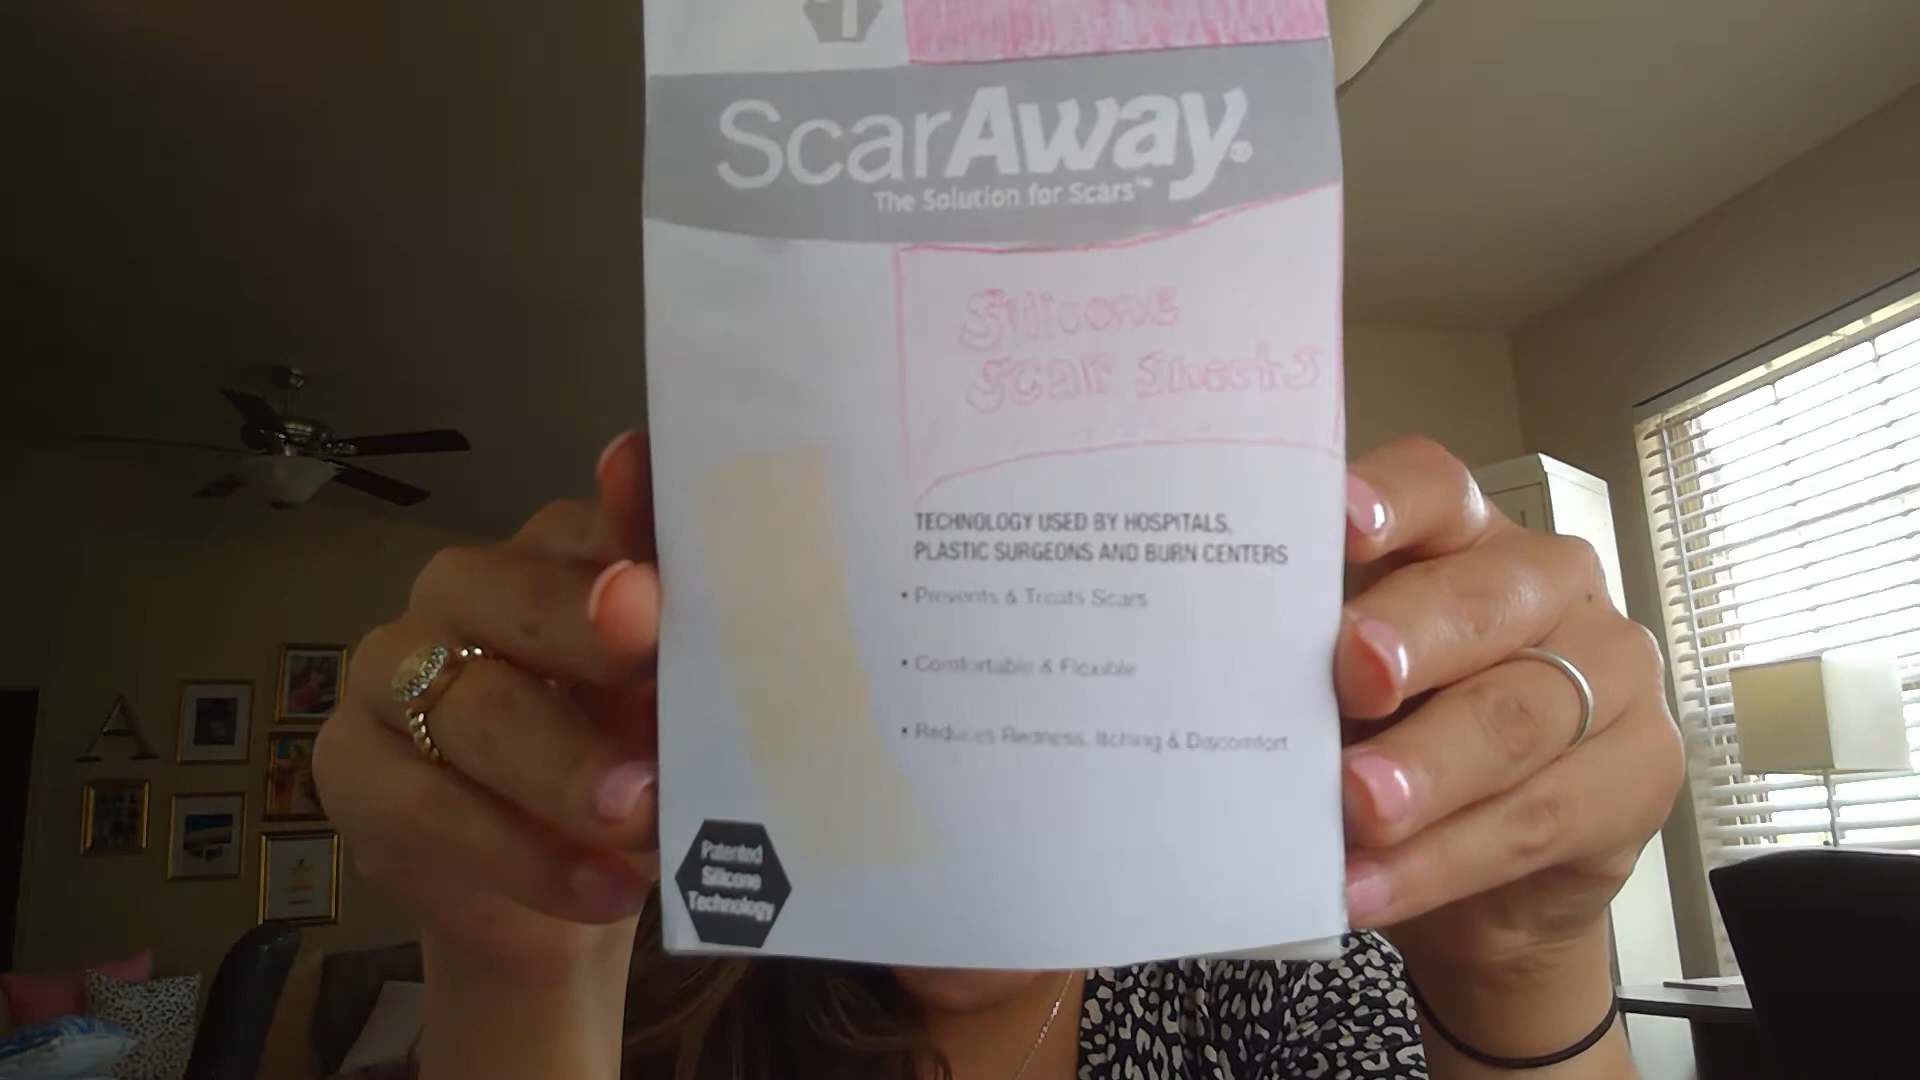 1
ScarAway®
The Solution for Scars™
Silicone
Scar Sheets
TECHNOLOGY USED BY HOSPITALS,
PLASTIC SURGEONS AND BURN CENTERS
• Prevents & Treats Scars
• Comfortable & Flexible
• Reduces Redness, Itching & Discomfort
Patented
Silicone
Technology
A